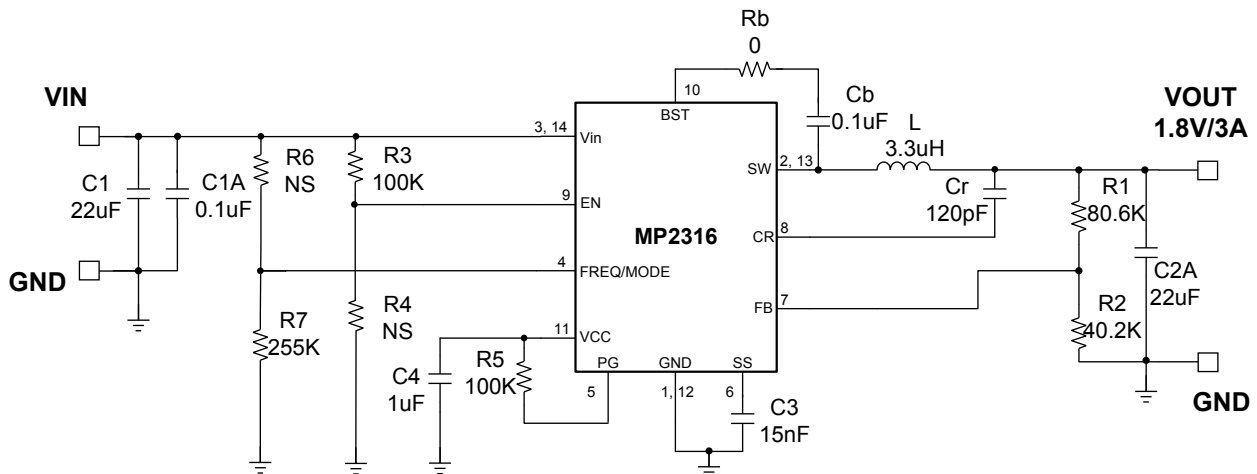 Rb
0
10
BST
VIN
3, 14
Vin
Cb
0.1uF
L
3.3uH
VOUT
1.8V/3A
SW
2, 13
C1
22uF
C1A
0.1uF
R6
NS
R3
100K
9
EN
MP2316
CR
8
Cr
120pF
R1
80.6K
GND
4
FREQ/MODE
FB
7
C2A
22uF
R7
255K
R4
NS
R2
40.2K
11
VCC
C4
1uF
R5
100K
PG
GND
SS
5
1, 12
6
C3
15nF
GND